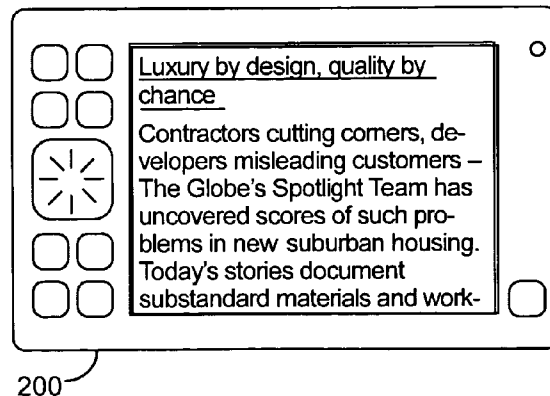 Luxury by design, quality by
chance
Contractors cutting corners, de-
velopers misleading customers –
The Globe's Spotlight Team has
uncovered scores of such pro-
blems in new suburban housing.
Today's stories document
substandard materials and work-
200